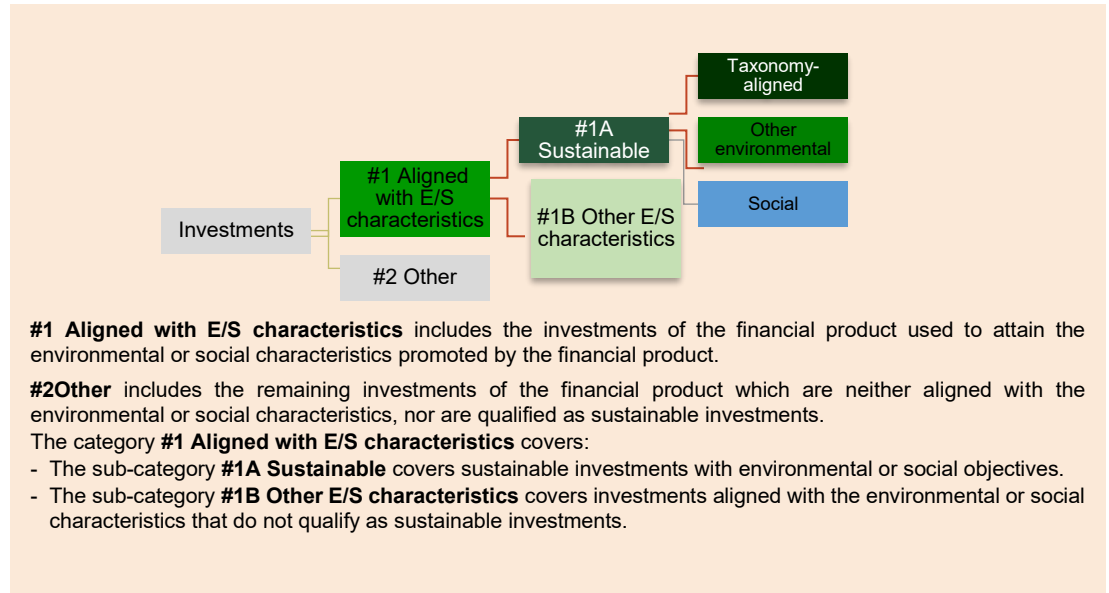 Taxonomy-
aligned
#1A
Sustainable
Other
environmental
#1 Aligned
with E/S
characteristics
Social
#1B Other E/S
characteristics
Investments
#2 Other
#1 Aligned with E/S characteristics includes the investments of the financial product used to attain the
environmental or social characteristics promoted by the financial product.
#2Other includes the remaining investments of the financial product which are neither aligned with the
environmental or social characteristics, nor are qualified as sustainable investments.
The category #1 Aligned with E/S characteristics covers:
- The sub-category #1A Sustainable covers sustainable investments with environmental or social objectives.
- The sub-category #1B Other E/S characteristics covers investments aligned with the environmental or social
characteristics that do not qualify as sustainable investments.